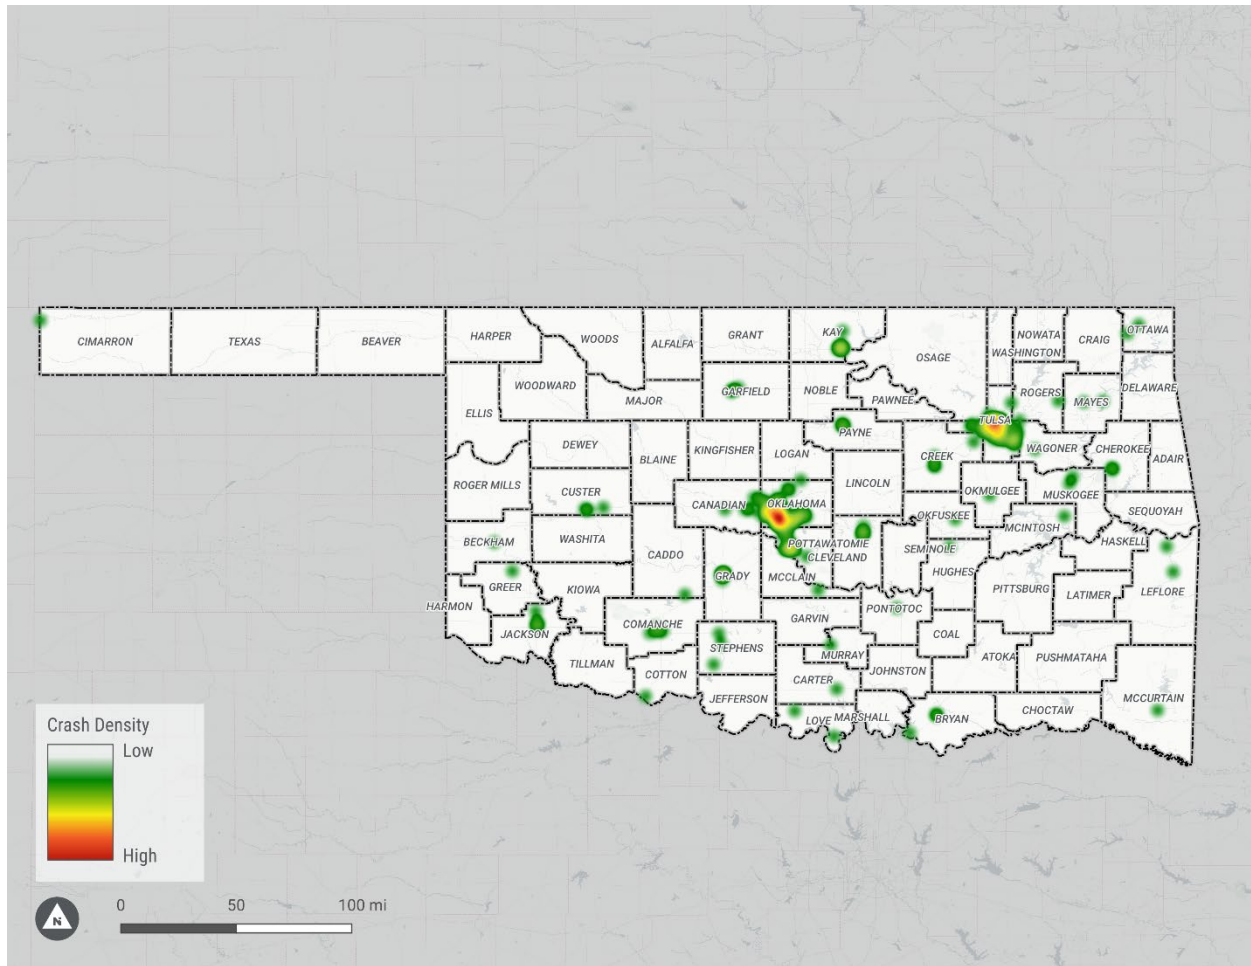 CIMARRON
TEXAS
BEAVER
HARPER
WOODS
ALFALFA
GRANT
KAY
OSAGE
NOWATA
WASHINGTON
CRAIG
OTTAWA
WOODWARD
ELLIS
MAJOR
GARFIELD
NOBLE
PAWNEE
ROGERS
MAYES
DELAWARE
TULSA
DEWEY
BLAINE
KINGFISHER
LOGAN
PAYNE
CREEK
WAGONER
CHEROKEE
ADAIR
ROGER MILLS
CUSTER
CANADIAN
OKLAHOMA
LINCOLN
OKMULGEE
MUSKOGEE
OKFUSKEE
SEQUOYAH
MCINTOSH
BECKHAM
WASHITA
CADDO
POTTAWATOMIE
CLEVELAND
SEMINOLE
HASKELL
GREER
KIOWA
GRADY
MCCLAIN
HUGHES
PITTSBURG
LATIMER
LEFLORE
HARMON
JACKSON
COMANCHE
GARVIN
PONTOTOC
COAL
STEPHENS
MURRAY
TILLMAN
COTTON
CARTER
JOHNSTON
ATOKA
PUSHMATAHA
JEFFERSON
LOVE
MARSHALL
BRYAN
CHOCTAW
MCCURTAIN
Crash Density
Low
High
N
0 50 100 mi